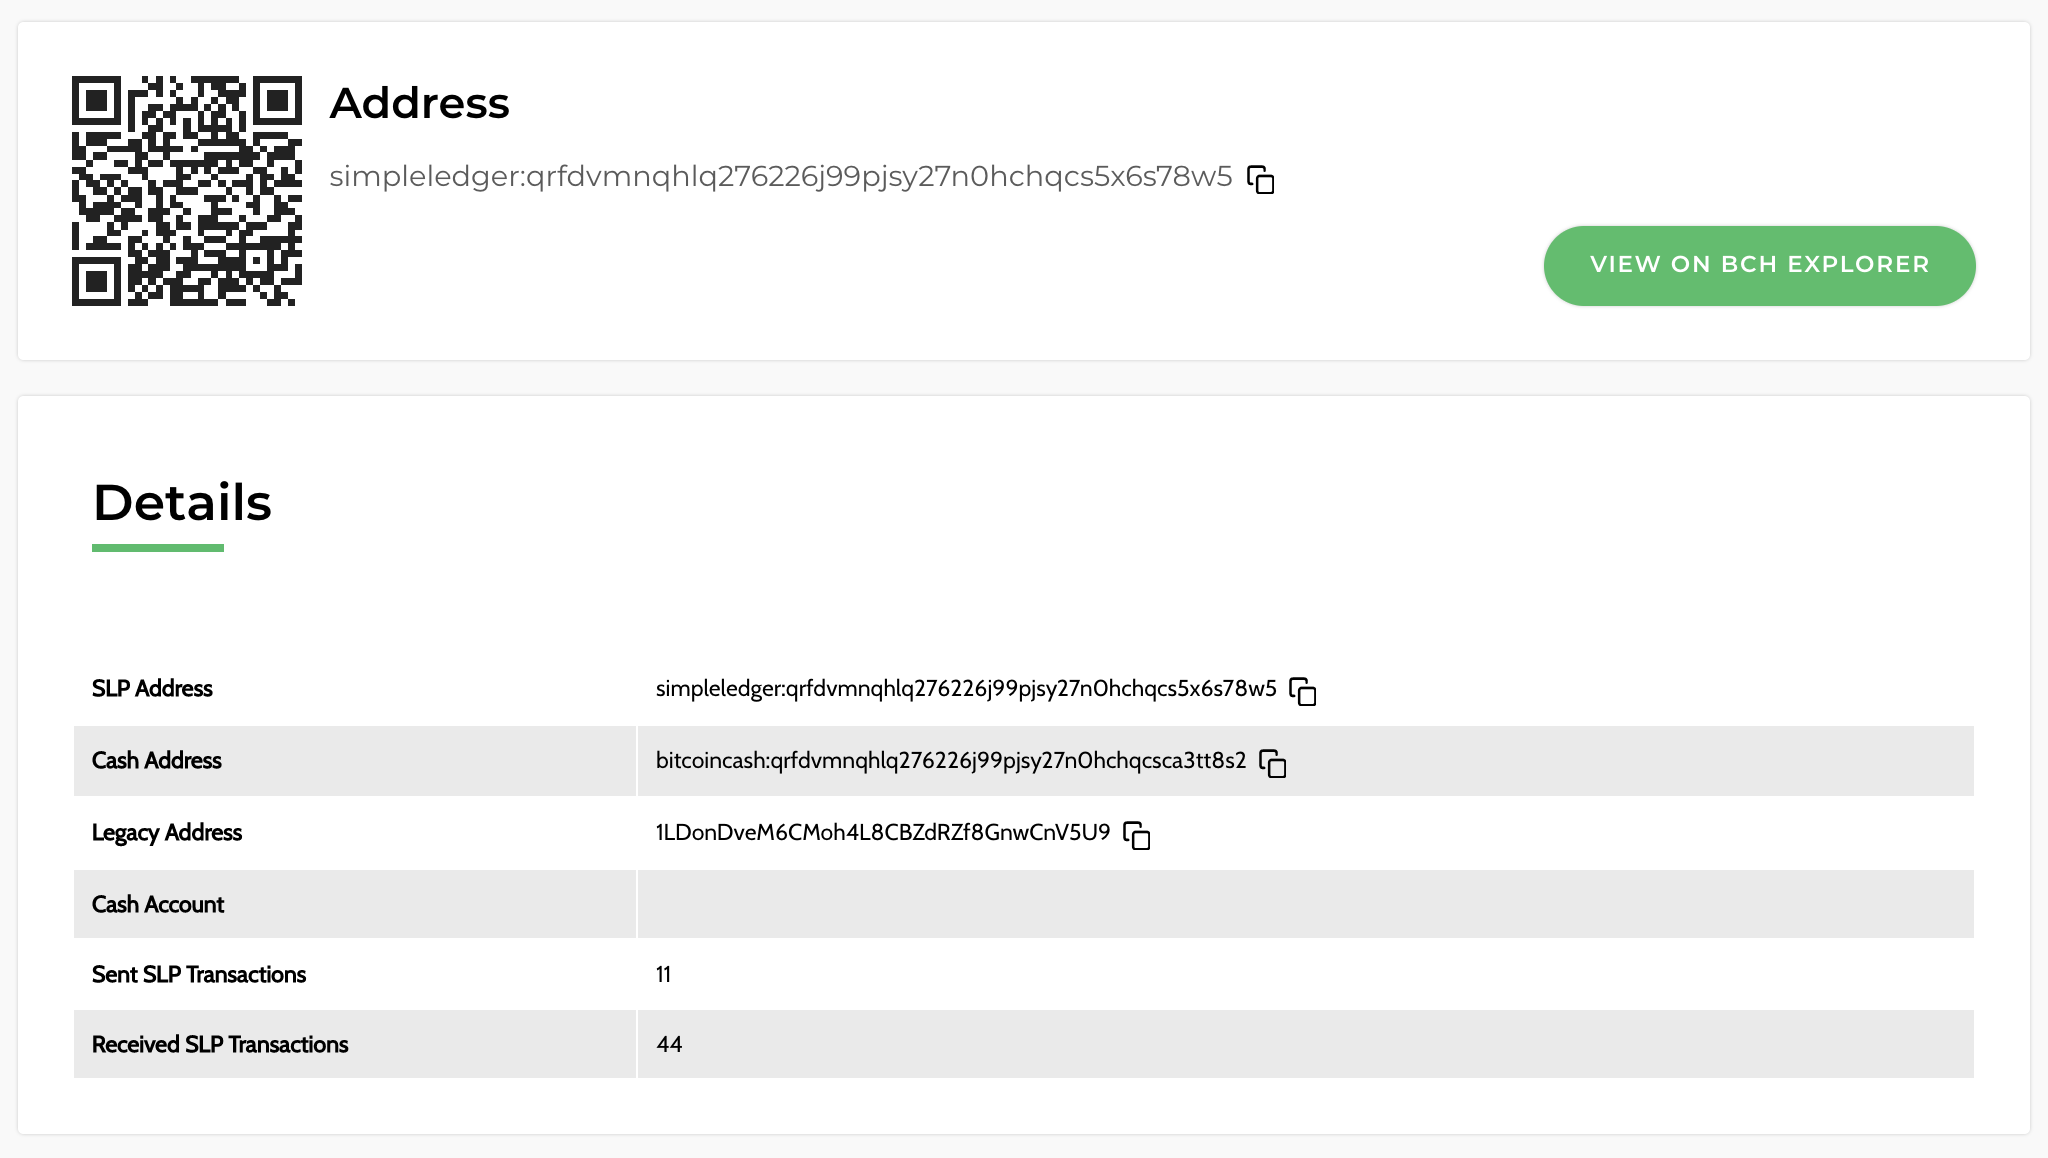 Address
simpleledger:qrfdvmnqhlq276226j99pjsy27n0hchqcs5x6s78w5
VIEW ON BCH EXPLORER
Details
SLP Address simpleledger:qrfdvmnqhlq276226j99pjsy27n0hchqcs5x6s78w5
Cash Address bitcoincash:qrfdvmnqhlq276226j99pjsy27n0hchqcsca3tt8s2
Legacy Address 1LDonDveM6CMoh4L8CBZdRZf8GnwCnV5U9
Cash Account
Sent SLP Transactions 11
Received SLP Transactions 44